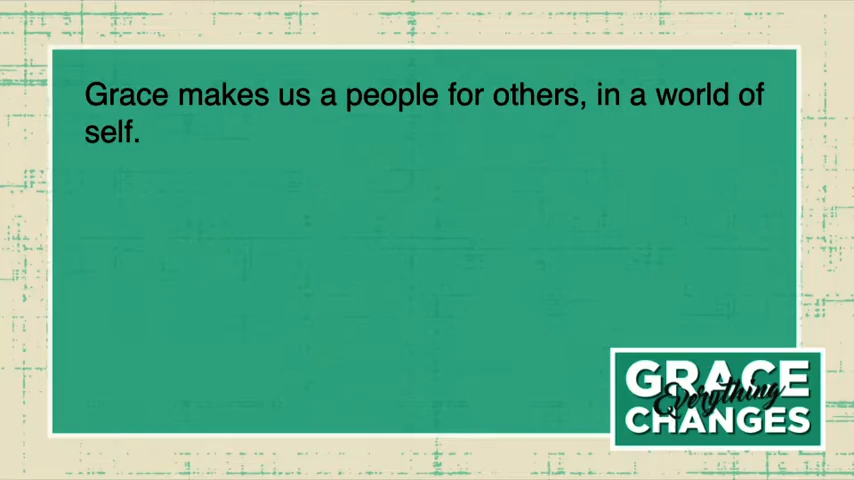 Grace makes us a people for others, in a world of
self.
GRACE
Everything
CHANGES